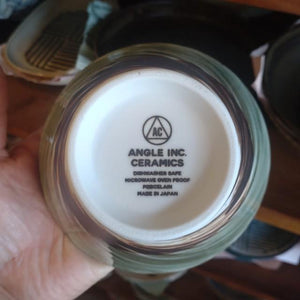 AC
ANGLE INC.
CERAMICS
DISHWASHER SAFE
MICROWAVE OVEN PROOF
PORCELAIN
MADE IN JAPAN